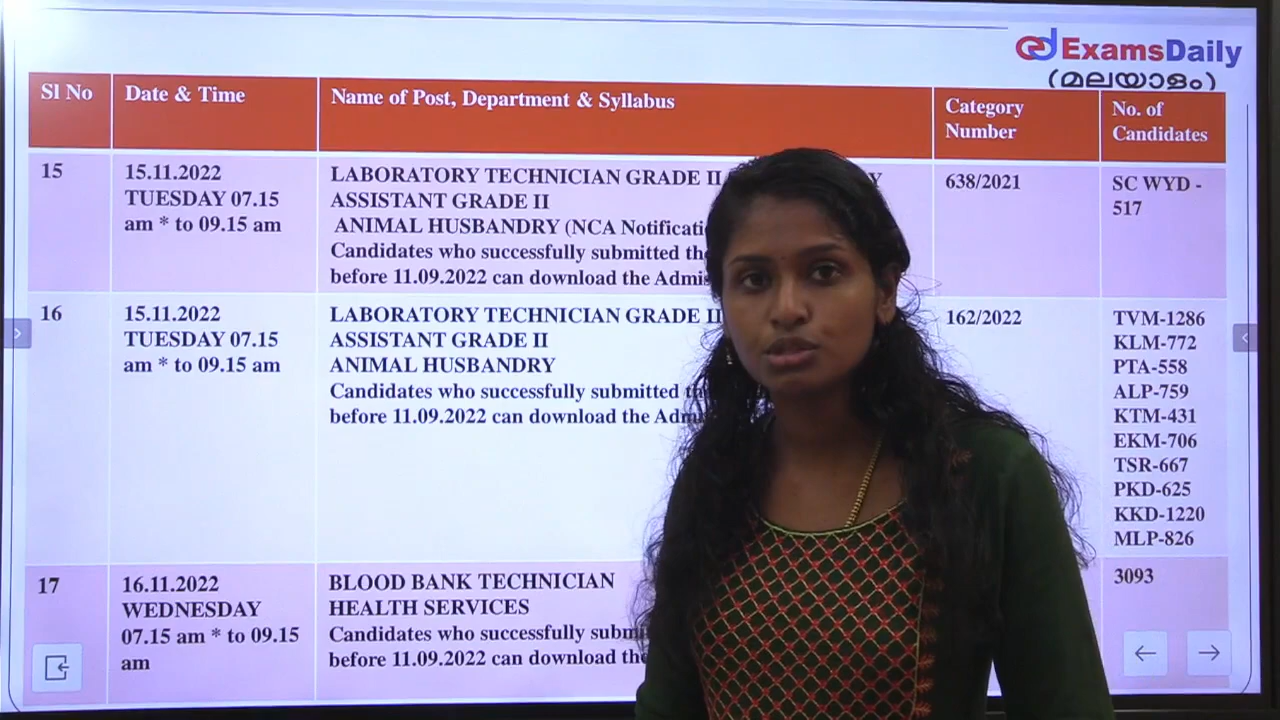 ExamsDaily
(മലയാളം)
Sl No
Date & Time
Name of Post, Department & Syllabus
Category
Number
No. of
Candidates
15
15.11.2022
TUESDAY 07.15
am * to 09.15 am
LABORATORY TECHNICIAN GRADE II
ASSISTANT GRADE II
ANIMAL HUSBANDRY (NCA
Candidates who successfully submitted
before 11.09.2022 can download the
638/2021
SC WYD -
517
16
15.11.2022
TUESDAY 07.15
am * to 09.15 am
LABORATORY TECHNICIAN GRADE II
ASSISTANT GRADE II
ANIMAL HUSBANDRY
Candidates who successfully submitted
before 11.09.2022 can download the
162/2022
TVM-1286
KLM-772
PTA-558
ALP-759
KTM-431
EKM-706
TSR-667
PKD-625
KKD-1220
MLP-826
17
16.11.2022
WEDNESDAY
07.15 am * to 09.15
am
BLOOD BANK TECHNICIAN
HEALTH SERVICES
Candidates who successfully
before 11.09.2022 can download the
3093